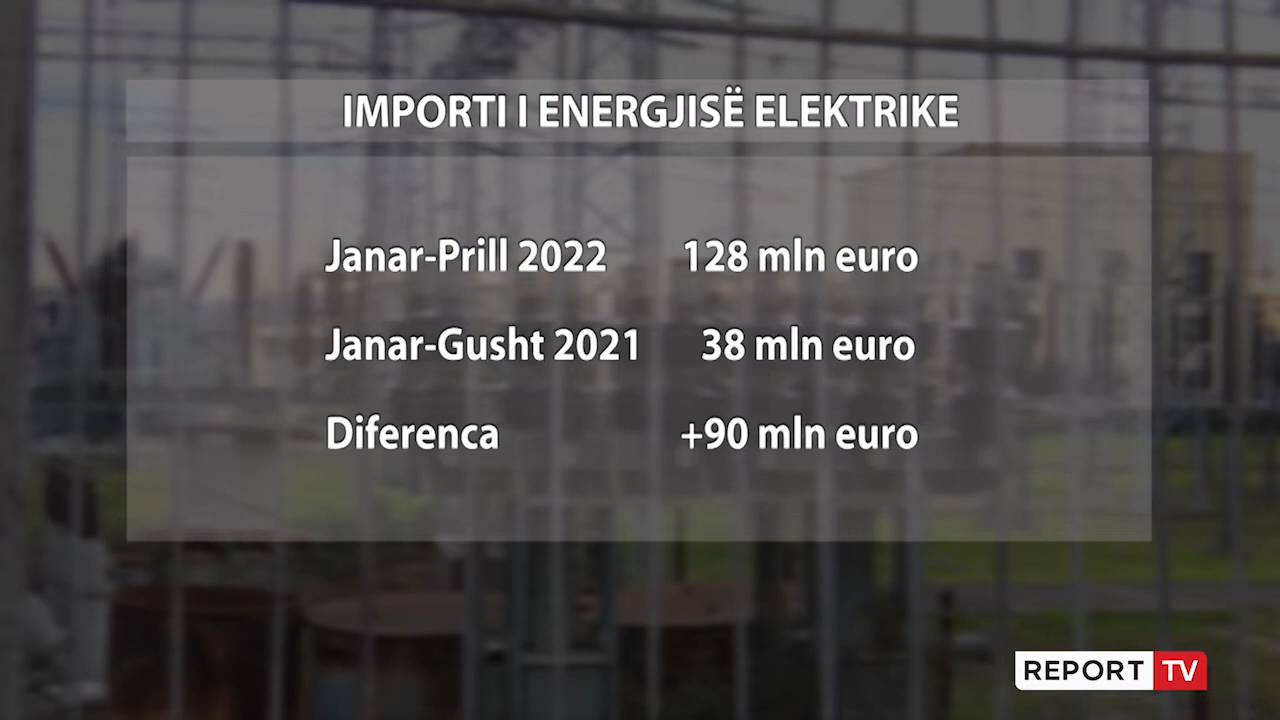 IMPORTI I ENERGJISË ELEKTRIKE
Janar-Prill 2022 128 mln euro
Janar-Gusht 2021 38 mln euro
Diferenca +90 mln euro
REPORT TV